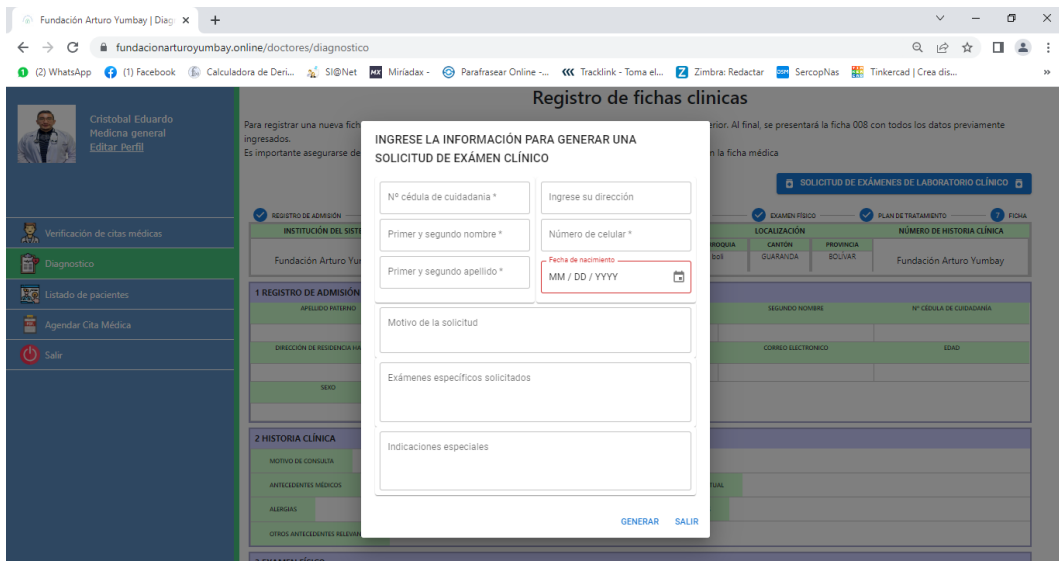 Fundación Arturo Yumbay | Diag
fundacionarturoyumbay.online/doctores/diagnostico
(2) WhatsApp
(1) Facebook
Calculadora de Deri...
SI@Net
Miríadax -
Parafrasear Online -...
Tracklink - Toma el...
Zimbra: Redactar
SercopNas
Tinkercad | Crea dis...
»
Cristobal Eduardo
Medicna general
Editar Perfil
Verificación de citas médicas
Diagnostico
Listado de pacientes
Agendar Cita Médica
Salir
Registro de fichas clinicas
Para registrar una nueva fich
erior. Al final, se presentará la ficha 008 con todos los datos previamente
ingresados.
Es importante asegurarse de
n la ficha médica
SOLICITUD DE EXÁMENES DE LABORATORIO CLÍNICO
REGISTRO DE ADMISIÓN
EXAMEN FÍSICO
PLAN DE TRATAMIENTO
7 FICHA
INSTITUCIÓN DEL SISTE
LOCALIZACIÓN
NÚMERO DE HISTORIA CLÍNICA
ROQUIA
CANTÓN
PROVINCIA
Fundación Arturo Yur
boli
GUARANDA
BOLÍVAR
Fundación Arturo Yumbay
1 REGISTRO DE ADMISIÓN
APELLIDO PATERNO
SEGUNDO NOMBRE
N° CÉDULA DE CUIDADANÍA
DIRECCIÓN DE RESIDENCIA HA
CORREO ELECTRONICO
EDAD
SEXO
2 HISTORIA CLÍNICA
MOTIVO DE CONSULTA
ANTECEDENTES MÉDICOS
TUAL
ALERGIAS
OTROS ANTECEDENTES RELEVAN
3 EXAMEN FÍSICO
INGRESE LA INFORMACIÓN PARA GENERAR UNA
SOLICITUD DE EXÁMEN CLÍNICO
Nº cédula de cuidadania *
Ingrese su dirección
Primer y segundo nombre *
Número de celular *
Primer y segundo apellido *
Fecha de nacimiento
MM / DD / YYYY
Motivo de la solicitud
Exámenes específicos solicitados
Indicaciones especiales
GENERAR
SALIR